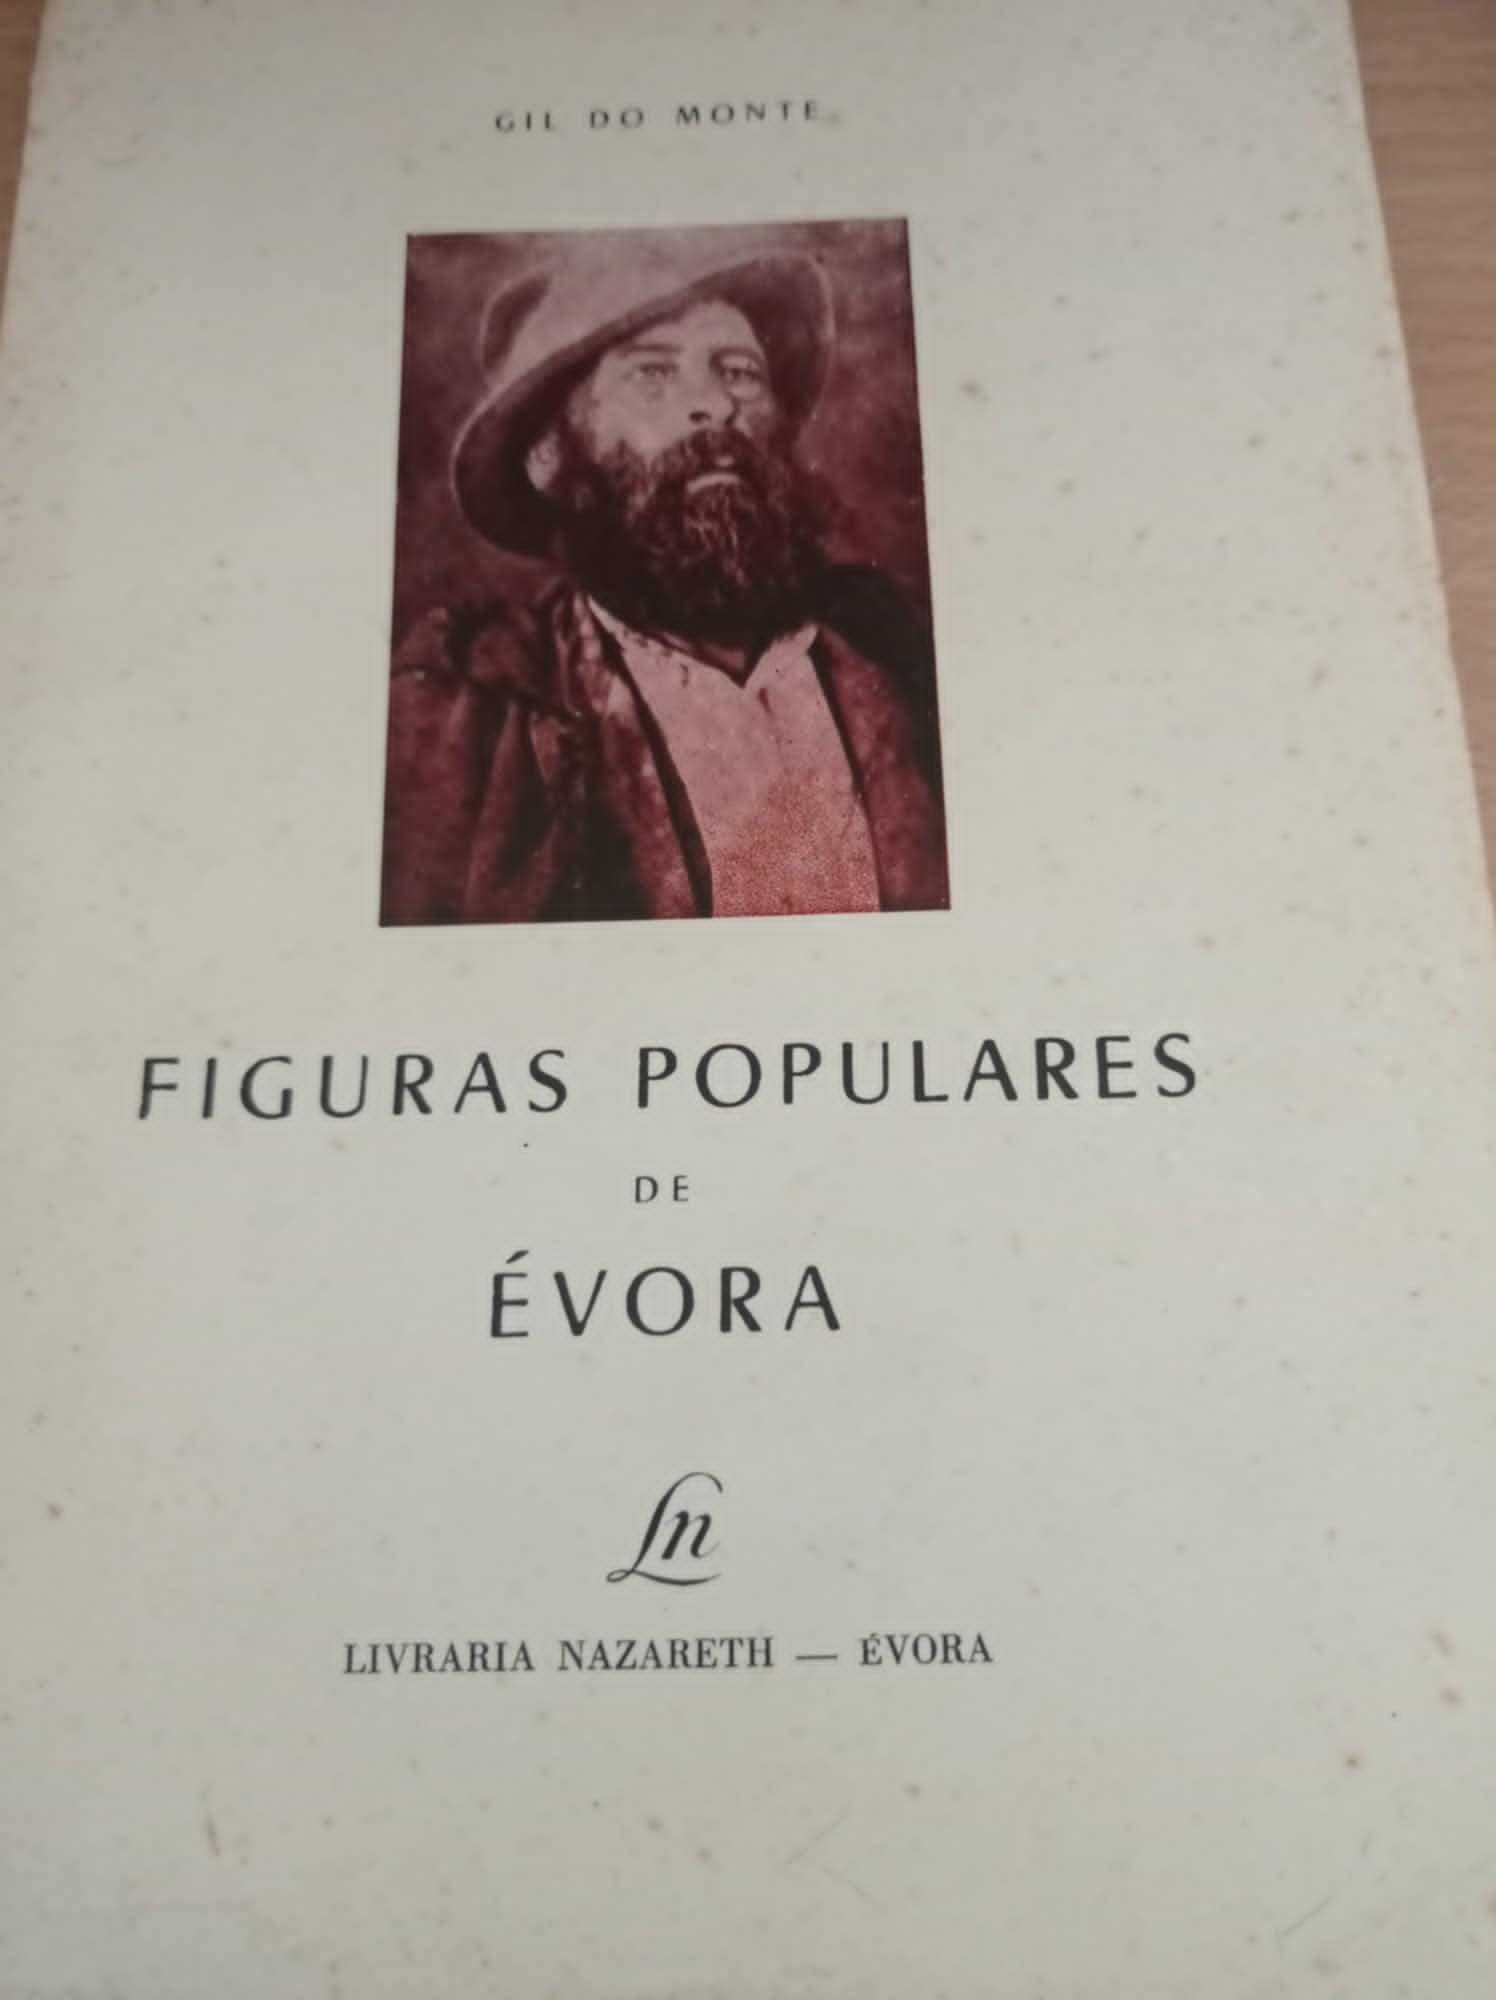 GIL DO MONTE
FIGURAS POPULARES
DE
ÉVORA
Ln
LIVRARIA NAZARETH — ÉVORA